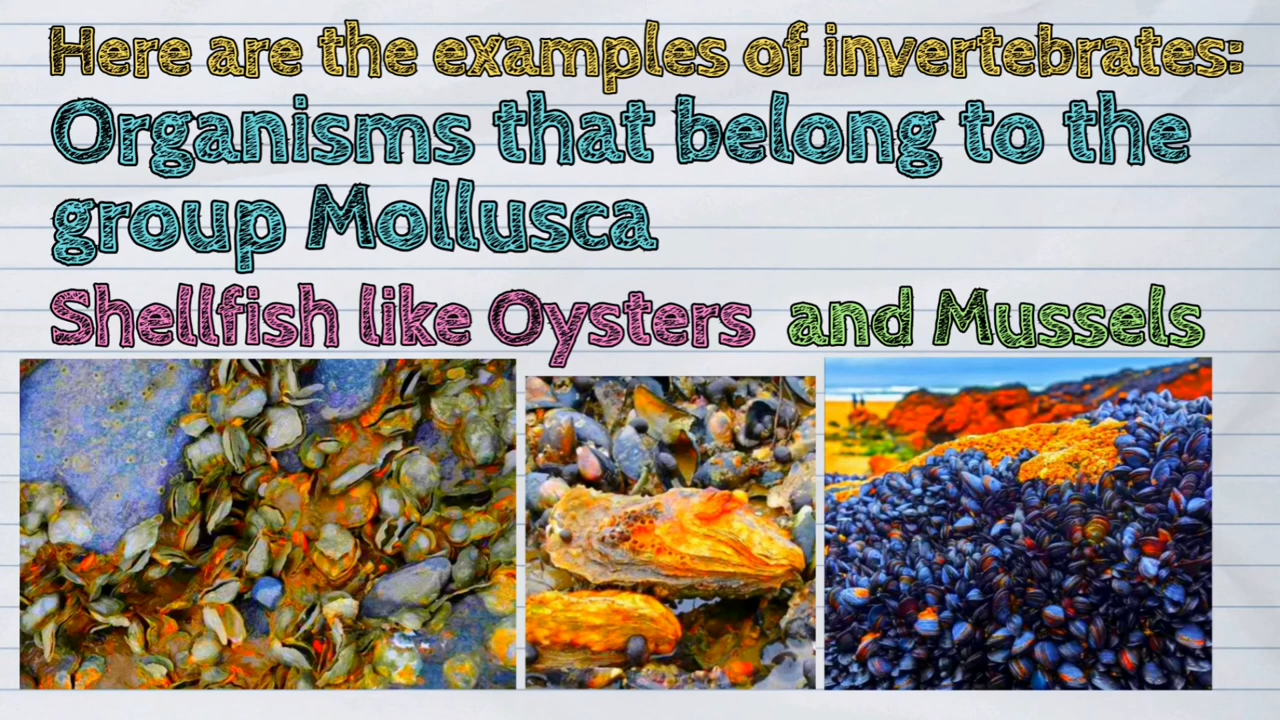 Here are the examples of invertebrates:
Organisms that belong to the
group Mollusca
Shellfish like Oysters and Mussels